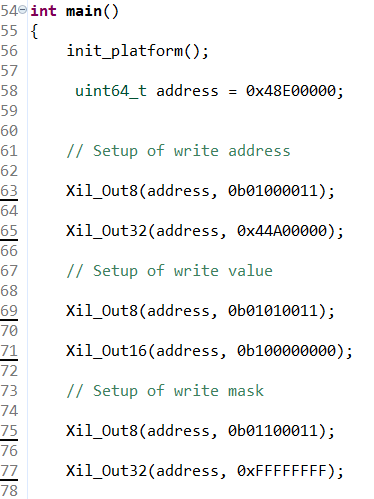 54 int main()
55 {
56 init_platform();
57
58 uint64_t address = 0x48E00000;
59
60
61 // Setup of write address
62
63 Xil_Out8(address, 0b01000011);
64
65 Xil_Out32(address, 0x44A00000);
66
67 // Setup of write value
68
69 Xil_Out8(address, 0b01010011);
70
71 Xil_Out16(address, 0b100000000);
72
73 // Setup of write mask
74
75 Xil_Out8(address, 0b01100011);
76
77 Xil_Out32(address, 0xFFFFFFFF);
78